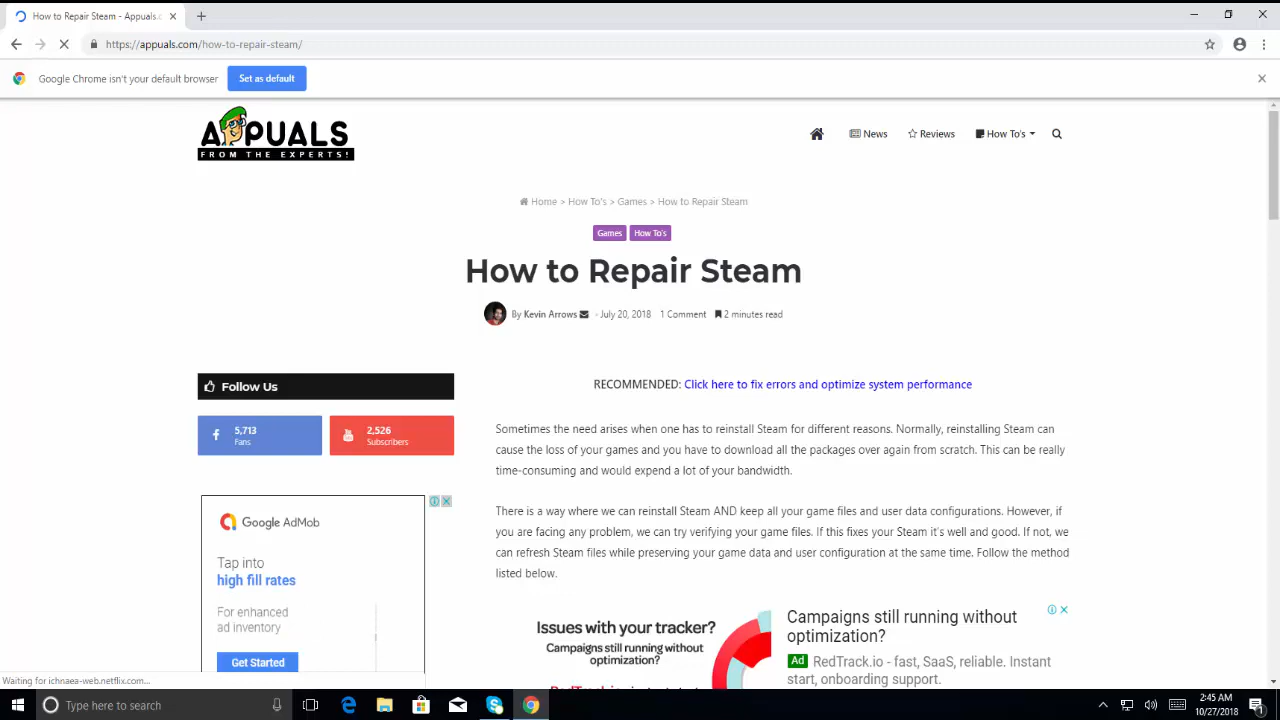 How to Repair Steam - Appuals.c
https://appuals.com/how-to-repair-steam/
Google Chrome isn't your default browser
Set as default
APPUALS
FROM THE EXPERTS!
News
Reviews
How To's
Home > How To's > Games > How to Repair Steam
Games
How To's
How to Repair Steam
By Kevin Arrows - July 20, 2018 1 Comment 2 minutes read
Follow Us
5,713
Fans
2,526
Subscribers
RECOMMENDED: Click here to fix errors and optimize system performance
Sometimes the need arises when one has to reinstall Steam for different reasons. Normally, reinstalling Steam can
cause the loss of your games and you have to download all the packages over again from scratch. This can be really
time-consuming and would expend a lot of your bandwidth.
There is a way where we can reinstall Steam AND keep all your game files and user data configurations. However, if
you are facing any problem, we can try verifying your game files. If this fixes your Steam it's well and good. If not, we
can refresh Steam files while preserving your game data and user configuration at the same time. Follow the method
listed below.
Google AdMob
Tap into
high fill rates
For enhanced
ad inventory
Get Started
Issues with your tracker?
Campaigns still running without
optimization?
RedTrack.io
Campaigns still running without
optimization?
Ad RedTrack.io - fast, SaaS, reliable. Instant
start, onboarding support.
Waiting for ichnaea-web.netflix.com...
Type here to search
2:45 AM
10/27/2018
1